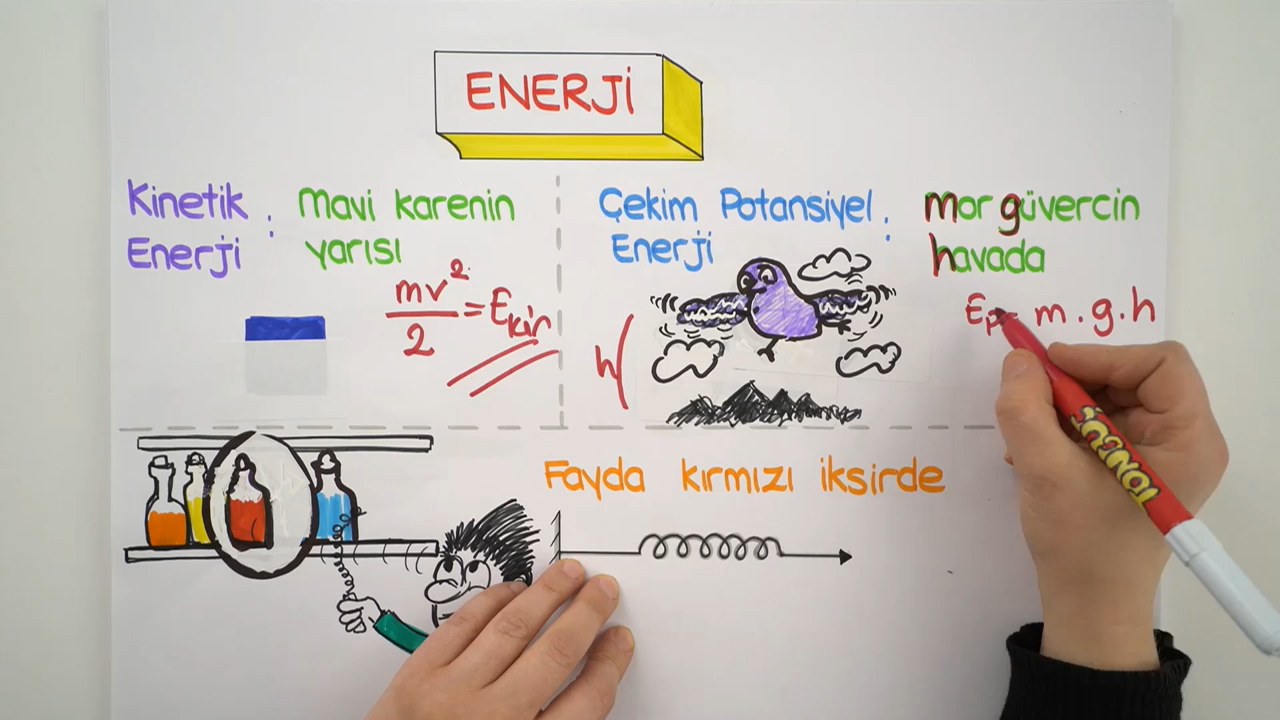 ENERJİ
Kinetik
Enerji :
Mavi karenin
yarısı
mv²
2
= Ekin
Çekim Potansiyel
Enerji :
Mor güvercin
havada
Ep = m.g.h
h
Fayda kırmızı iksirde